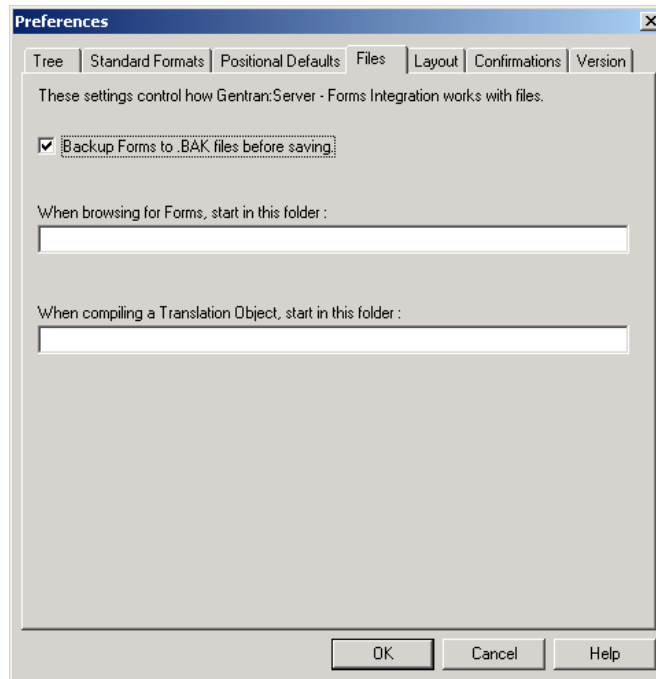 Preferences
Tree Standard Formats Positional Defaults Files Layout Confirmations Version
These settings control how Gentran:Server - Forms Integration works with files.
Backup Forms to .BAK files before saving.
When browsing for Forms, start in this folder :
When compiling a Translation Object, start in this folder :
OK Cancel Help